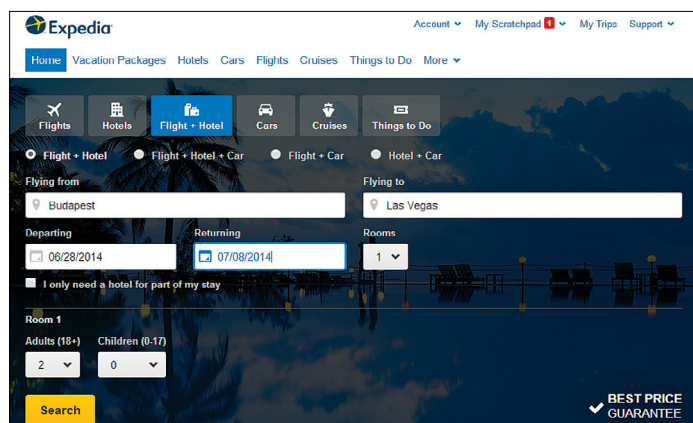 Expedia
Account My Scratchpad 1 My Trips Support
Home Vacation Packages Hotels Cars Flights Cruises Things to Do More
Flights Hotels Flight + Hotel Cars Cruises Things to Do
Flight + Hotel Flight + Hotel + Car Flight + Car Hotel + Car
Flying from Flying to
Budapest Las Vegas
Departing Returning Rooms
06/28/2014 07/08/2014 1
I only need a hotel for part of my stay
Room 1
Adults (18+) Children (0-17)
2 0
Search
BEST PRICE
GUARANTEE